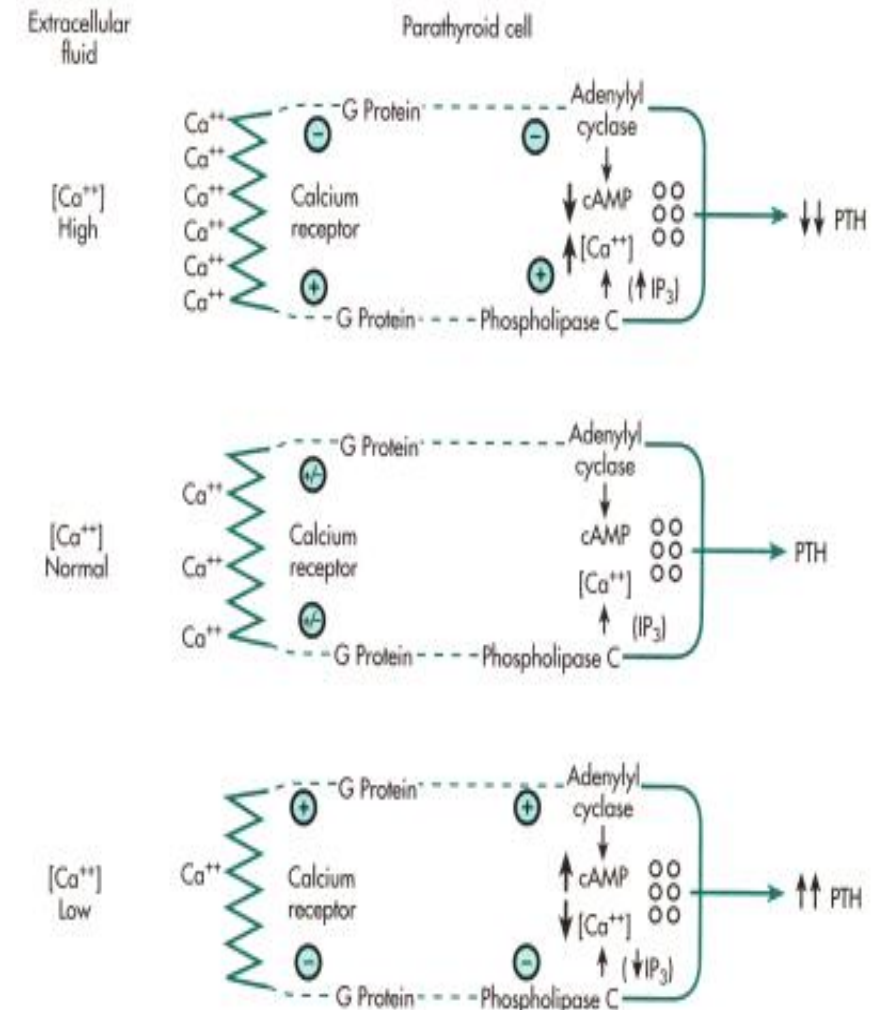 Extracellular
fluid
Parathyroid cell
G Protein
Adenylyl
cyclase
Ca⁺⁺
Ca⁺⁺
Ca⁺⁺
Ca⁺⁺
Ca⁺⁺
Ca⁺⁺
−
−
[Ca⁺⁺]
High
Calcium
receptor
↓ cAMP
↑ [Ca⁺⁺]
↓↓ PTH
+
+
↑ (↑ IP₃)
G Protein
Phospholipase C
G Protein
Adenylyl
cyclase
+/-
Ca⁺⁺
Ca⁺⁺
Ca⁺⁺
[Ca⁺⁺]
Normal
Calcium
receptor
cAMP
[Ca⁺⁺]
PTH
+/-
↑ (IP₃)
G Protein
Phospholipase C
G Protein
Adenylyl
cyclase
+
+
[Ca⁺⁺]
Low
Ca⁺⁺
Calcium
receptor
↑ cAMP
↓ [Ca⁺⁺]
↑↑ PTH
−
−
↑ (↓ IP₃)
G Protein
Phospholipase C